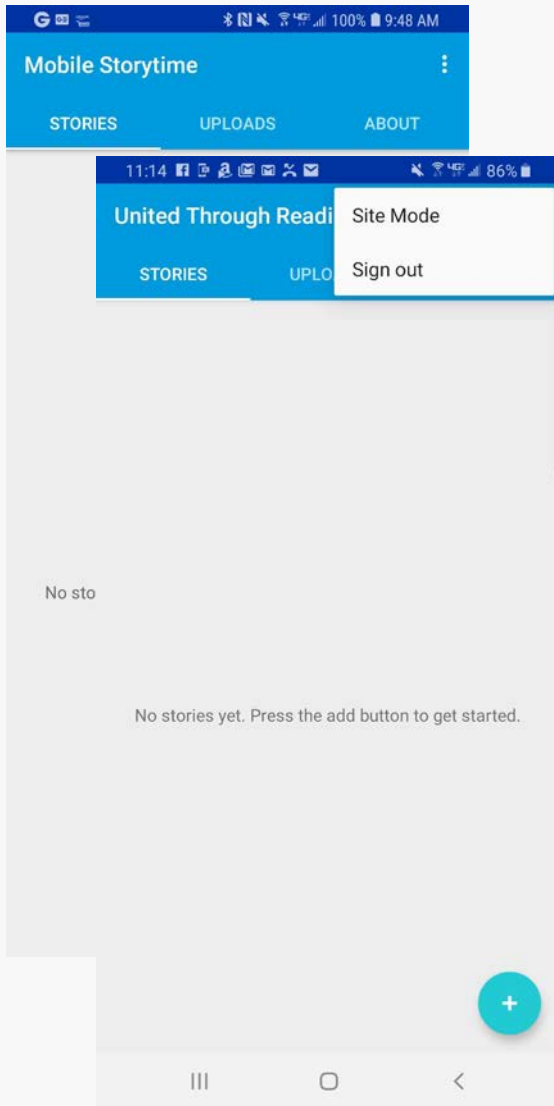 100% 9:48 AM
Mobile Storytime
STORIES UPLOADS ABOUT
No sto
11:14 86%
United Through Readi
Site Mode
STORIES UPLO
Sign out
No stories yet. Press the add button to get started.
+